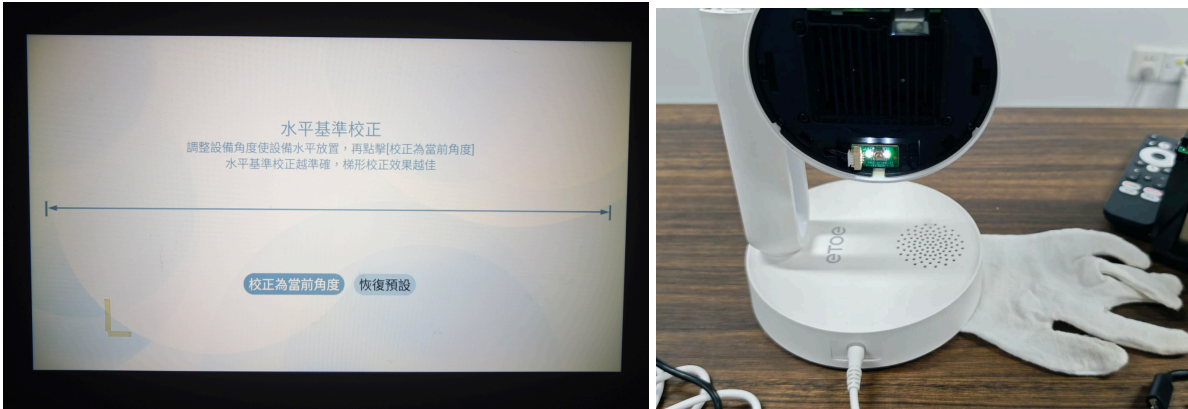 水平基準校正
調整設備角度使設備水平放置，再點擊[校正為當前角度]
水平基準校正越準確，梯形校正效果越佳
校正為當前角度
恢復預設
eTOe